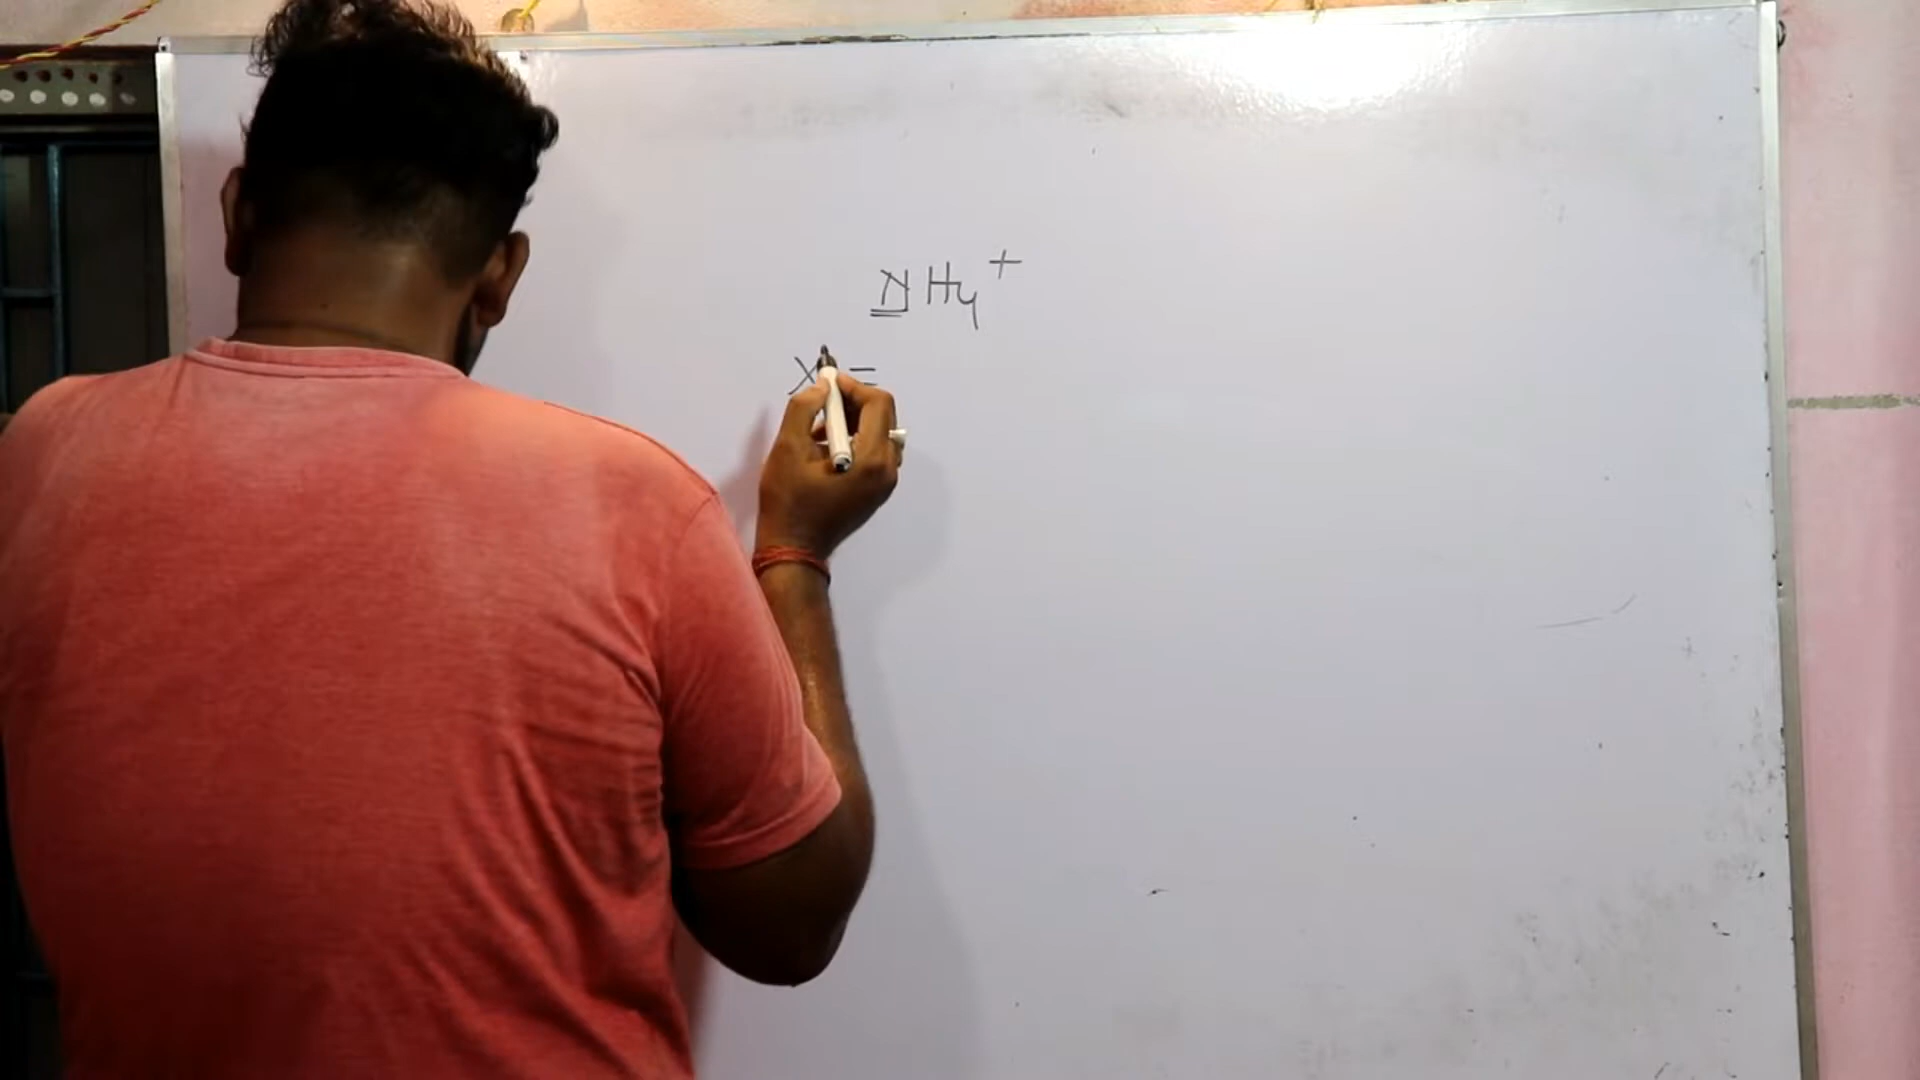 NH4+
x =